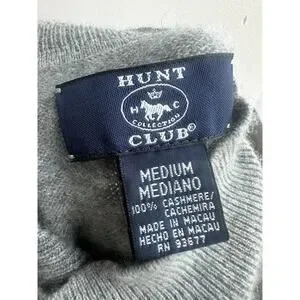 HUNT
H C
COLLECTION
CLUB®
MEDIUM
MEDIANO
100% CASHMERE/
CACHEMIRA
MADE IN MACAU
HECHO EN MACAU
RN 93677